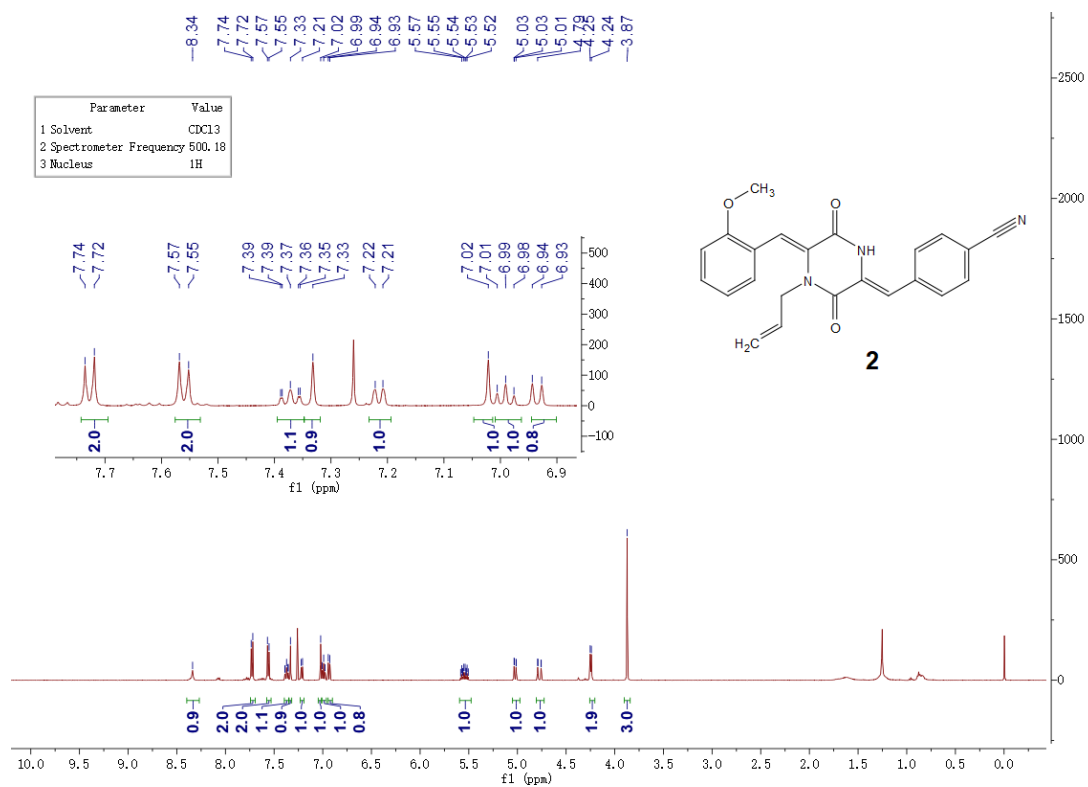 8.34 7.74 7.72 7.57 7.55 7.33 7.21 7.02 6.99 6.94 6.93 5.57 5.55 5.54 5.53 5.52 5.03 5.03 5.01 4.79 4.25 4.24 3.87
Parameter Value
1 Solvent CDCl3
2 Spectrometer Frequency 500.18
3 Nucleus 1H
7.74 7.72 7.57 7.55 7.39 7.39 7.37 7.36 7.35 7.33 7.22 7.21 7.02 7.01 6.99 6.98 6.94 6.93
500
400
300
200
100
0
-100
2.0 2.0 1.1 0.9 1.0 1.0 1.0 0.8
7.7 7.6 7.5 7.4 7.3 7.2 7.1 7.0 6.9
f1 (ppm)
CH3
O
O
N
NH
N
O
H2C
2
2500
2000
1500
1000
500
0
0.9 2.0 2.0 1.1 0.9 1.0 1.0 1.0 0.8 1.0 1.0 1.0 1.9 3.0
10.0 9.5 9.0 8.5 8.0 7.5 7.0 6.5 6.0 5.5 5.0 4.5 4.0 3.5 3.0 2.5 2.0 1.5 1.0 0.5 0.0
f1 (ppm)